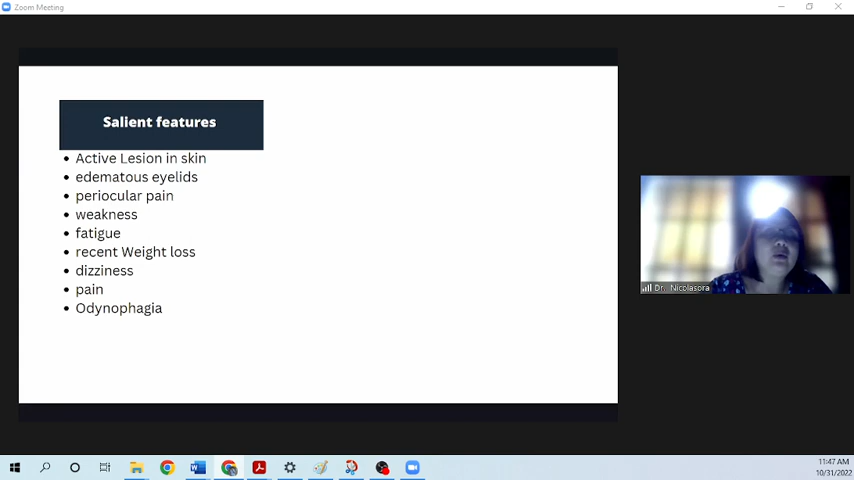 Zoom Meeting
Salient features
• Active Lesion in skin
• edematous eyelids
• periocular pain
• weakness
• fatigue
• recent Weight loss
• dizziness
• pain
• Odynophagia
Dr. Nicolasora
11:47 AM
10/31/2022